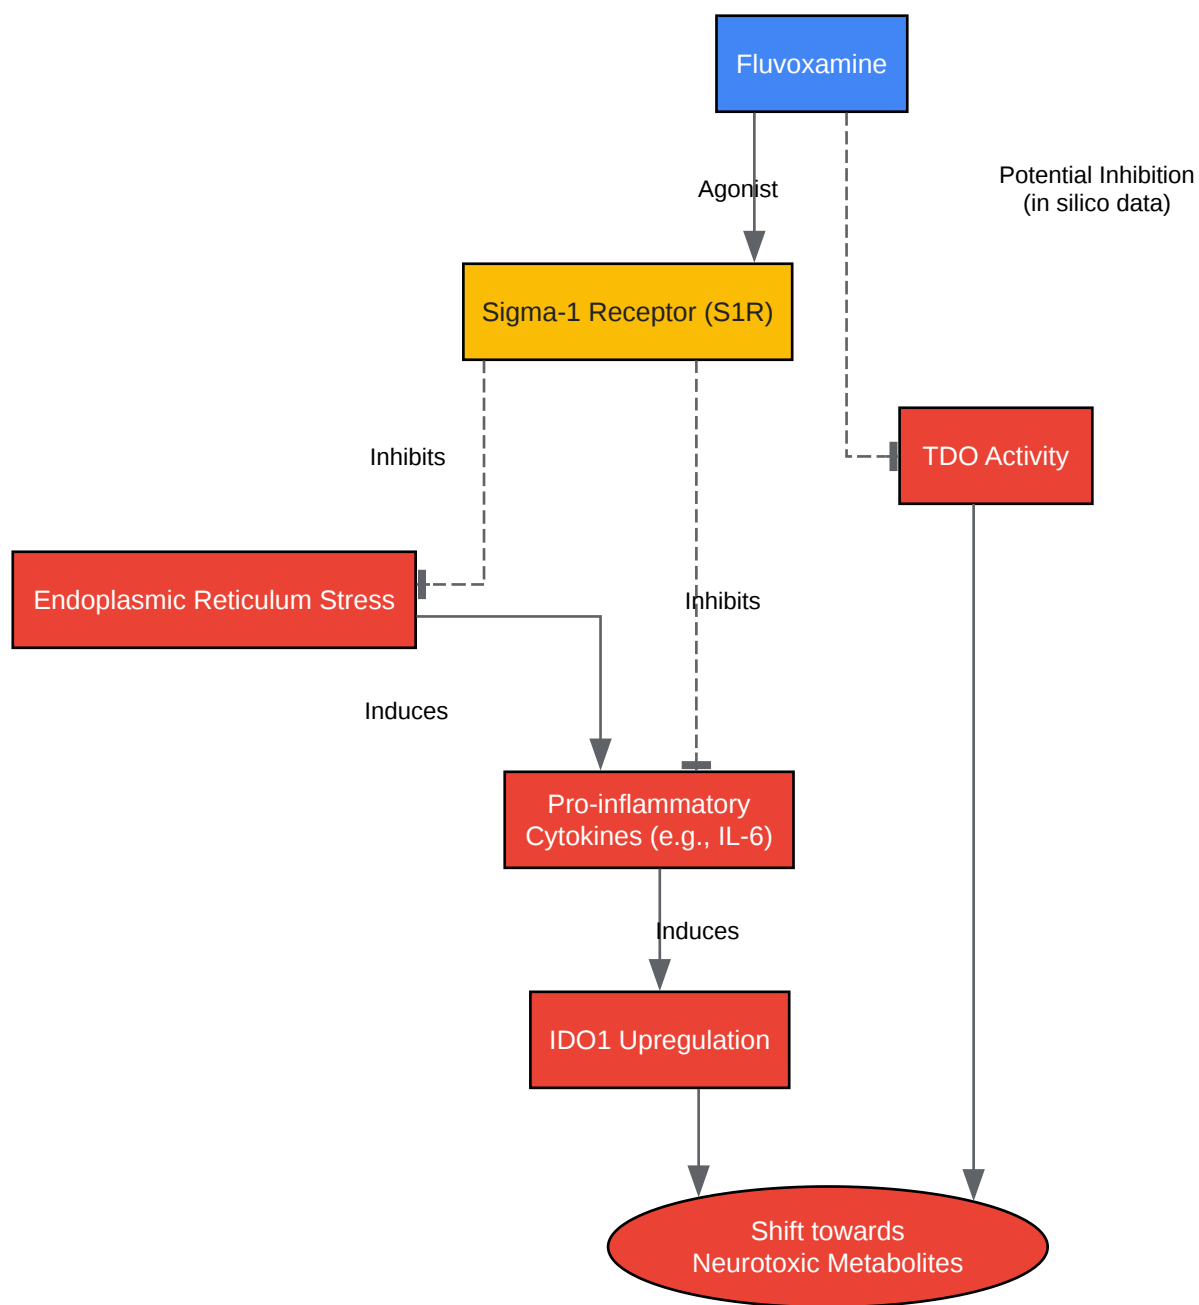 Fluvoxamine
Potential Inhibition
(in silico data)
Agonist
Sigma-1 Receptor (S1R)
Inhibits
TDO Activity
Endoplasmic Reticulum Stress
Inhibits
Induces
Pro-inflammatory
Cytokines (e.g., IL-6)
Induces
IDO1 Upregulation
Shift towards
Neurotoxic Metabolites